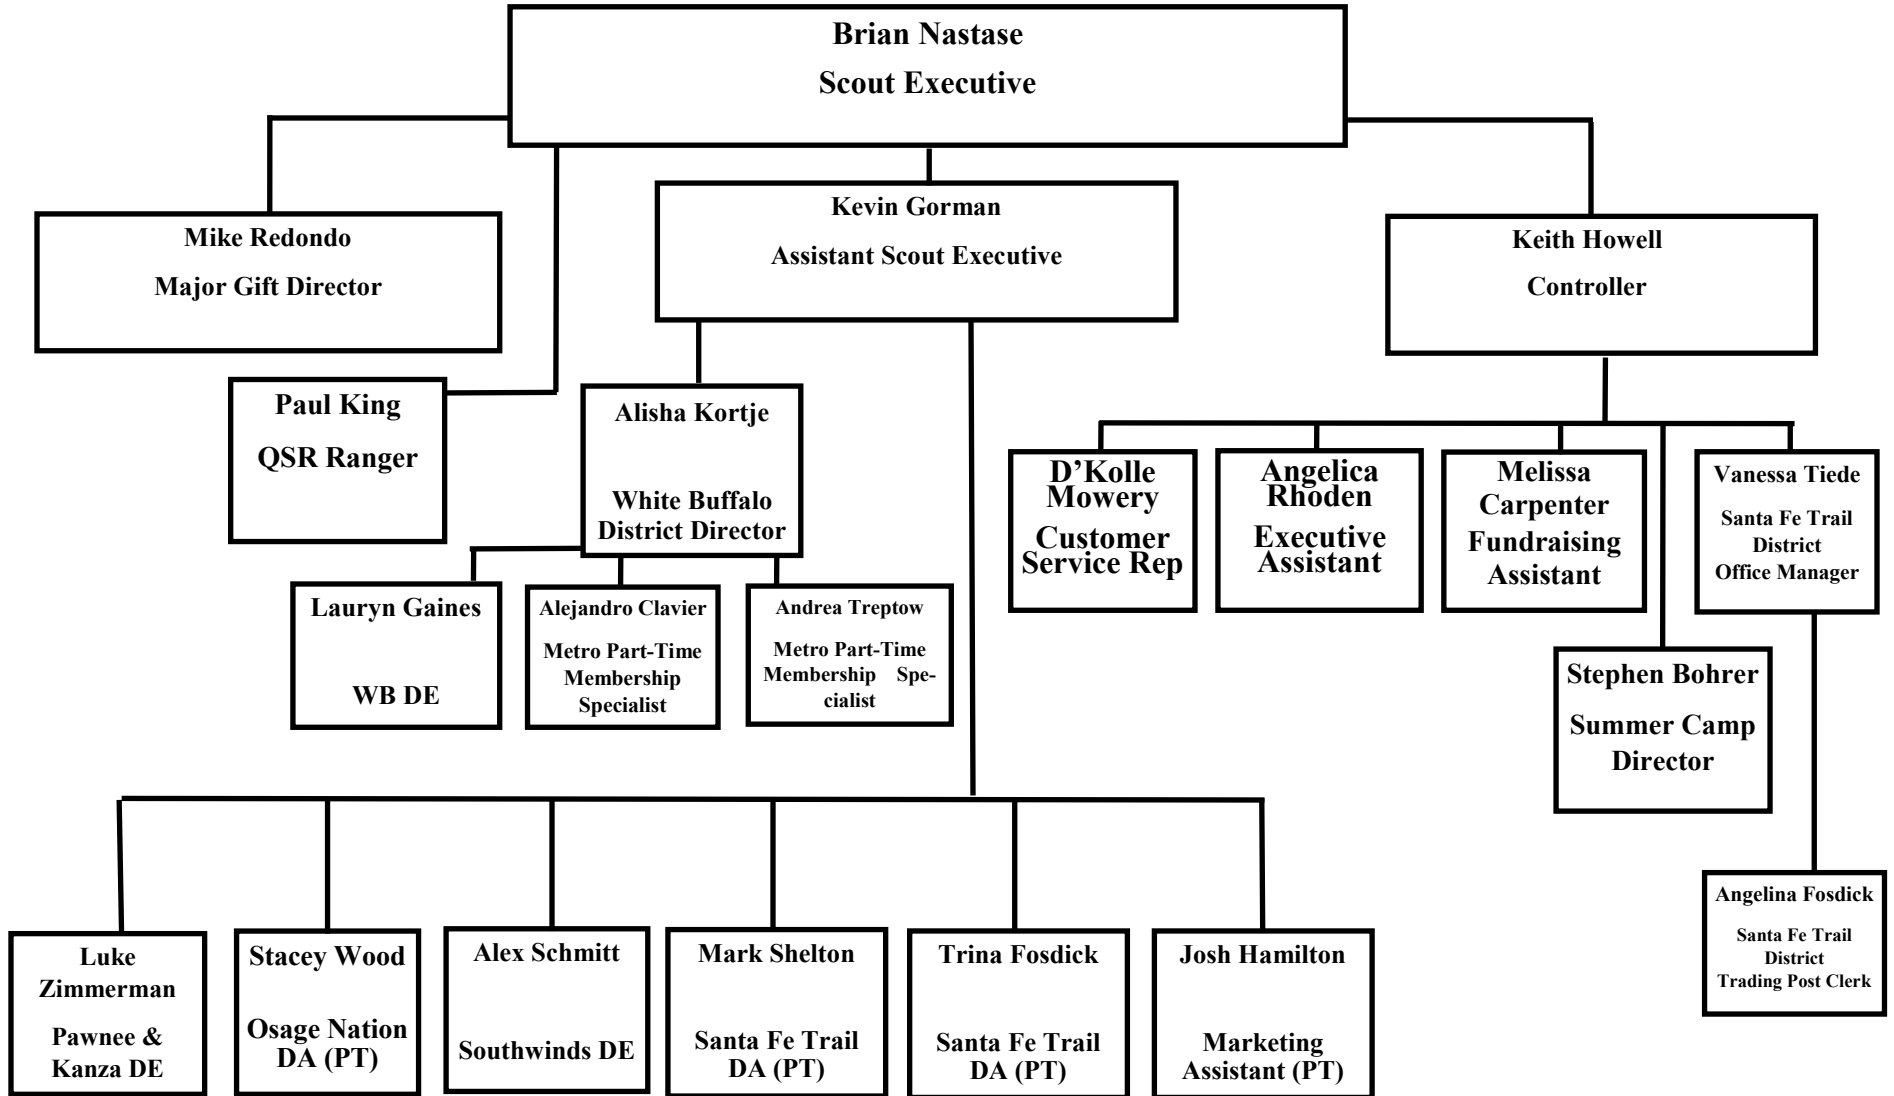 Brian Nastase
Scout Executive
Mike Redondo
Major Gift Director
Kevin Gorman
Assistant Scout Executive
Keith Howell
Controller
Paul King
QSR Ranger
Alisha Kortje
White Buffalo
District Director
D'Kolle
Mowery
Customer
Service Rep
Angelica
Rhoden
Executive
Assistant
Melissa
Carpenter
Fundraising
Assistant
Vanessa Tiede
Santa Fe Trail
District
Office Manager
Lauryn Gaines
WB DE
Alejandro Clavier
Metro Part-Time
Membership
Specialist
Andrea Treptow
Metro Part-Time
Membership Spe-
cialist
Stephen Bohrer
Summer Camp
Director
Angelina Fosdick
Santa Fe Trail
District
Trading Post Clerk
Luke
Zimmerman
Pawnee &
Kanza DE
Stacey Wood
Osage Nation
DA (PT)
Alex Schmitt
Southwinds DE
Mark Shelton
Santa Fe Trail
DA (PT)
Trina Fosdick
Santa Fe Trail
DA (PT)
Josh Hamilton
Marketing
Assistant (PT)